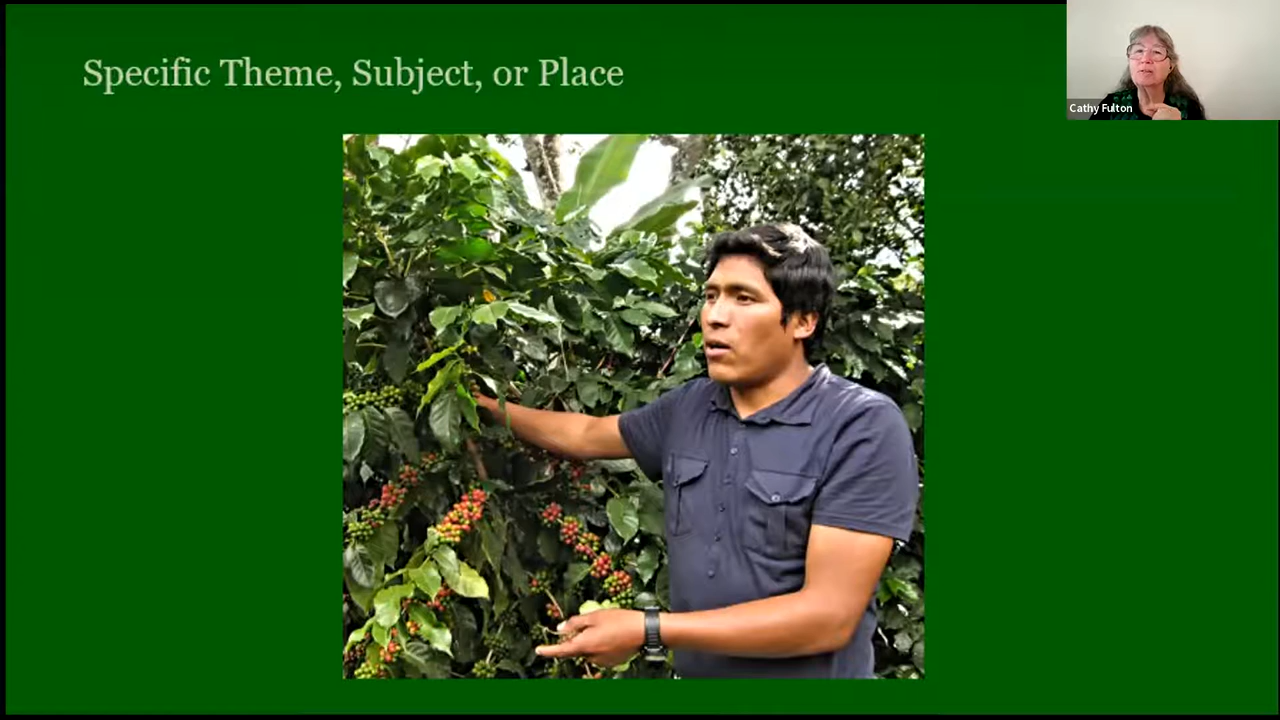 Specific Theme, Subject, or Place
Cathy Fulton